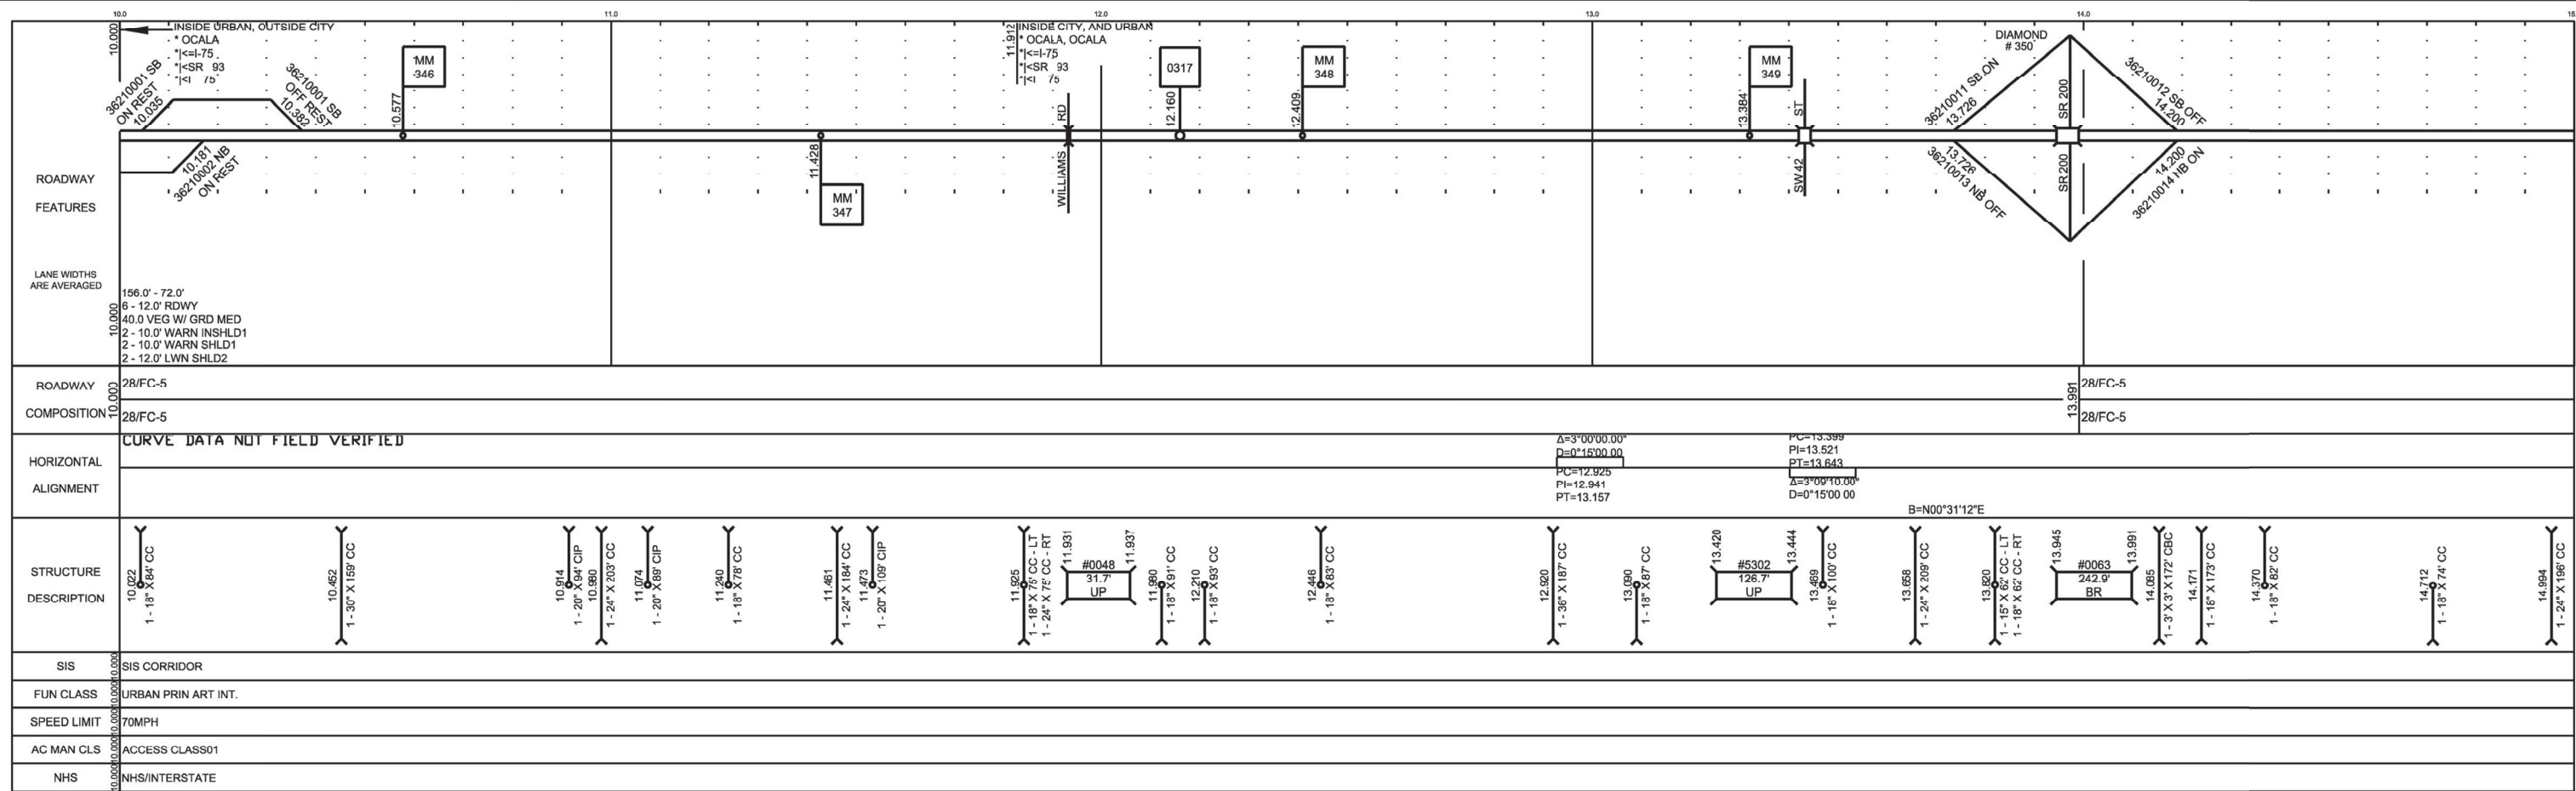 10.0
11.0
12.0
13.0
14.0
10.000
INSIDE URBAN, OUTSIDE CITY
* OCALA
*|<=I-75
*|<SR 93
*|<I 75
11.912
INSIDE CITY, AND URBAN
* OCALA, OCALA
*|<=I-75
*|<SR 93
*|<I 75
36210001 SB
ON REST
10.035
36210001 SB
OFF REST
10.382
10.181
36210002 NB
ON REST
MM
346
10.577
11.428
MM
347
WILLIAMS
RD
0317
12.160
MM
348
12.409
MM
349
13.384
SW 42
ST
DIAMOND
# 350
36210011 SB ON
13.726
36210012 SB OFF
14.200
SR 200
SR 200
13.726
36210013 NB OFF
14.200
36210014 NB ON
ROADWAY
FEATURES
LANE WIDTHS
ARE AVERAGED
10.000
156.0' - 72.0'
6 - 12.0' RDWY
40.0 VEG W/ GRD MED
2 - 10.0' WARN INSHLD1
2 - 10.0' WARN SHLD1
2 - 12.0' LWN SHLD2
ROADWAY
COMPOSITION
10.000
28/FC-5
28/FC-5
13.991
28/FC-5
28/FC-5
HORIZONTAL
ALIGNMENT
CURVE DATA NOT FIELD VERIFIED
Δ=3°00'00.00"
D=0°15'00 00
PC=12.925
PI=12.941
PT=13.157
PC=13.399
PI=13.521
PT=13.643
Δ=3°09'10.00"
D=0°15'00 00
B=N00°31'12"E
STRUCTURE
DESCRIPTION
10.022
1 - 18" X 84' CC
10.452
1 - 30" X 159' CC
10.914
1 - 20" X 94' CIP
10.980
1 - 24" X 203' CC
11.074
1 - 20" X 89' CIP
11.240
1 - 18" X 78' CC
11.461
1 - 24" X 184' CC
11.473
1 - 20" X 109' CIP
11.925
1 - 18" X 75' CC - LT
1 - 24" X 75' CC - RT
11.931
#0048
31.7'
UP
11.937
11.980
1 - 18" X 91' CC
12.210
1 - 18" X 93' CC
12.446
1 - 18" X 83' CC
12.920
1 - 36" X 187' CC
13.090
1 - 18" X 87' CC
13.420
#5302
126.7'
UP
13.444
13.469
1 - 18" X 100' CC
13.658
1 - 24" X 209' CC
13.820
1 - 15" X 62' CC - LT
1 - 18" X 62' CC - RT
13.945
#0063
242.9'
BR
13.991
14.085
1 - 3' X 3' X 172' CBC
14.171
1 - 18" X 173' CC
14.370
1 - 18" X 82' CC
14.712
1 - 18" X 74' CC
14.994
1 - 24" X 196' CC
SIS
10.000
SIS CORRIDOR
FUN CLASS
10.000
URBAN PRIN ART INT.
SPEED LIMIT
10.000
70MPH
AC MAN CLS
10.000
ACCESS CLASS01
NHS
10.000
NHS/INTERSTATE